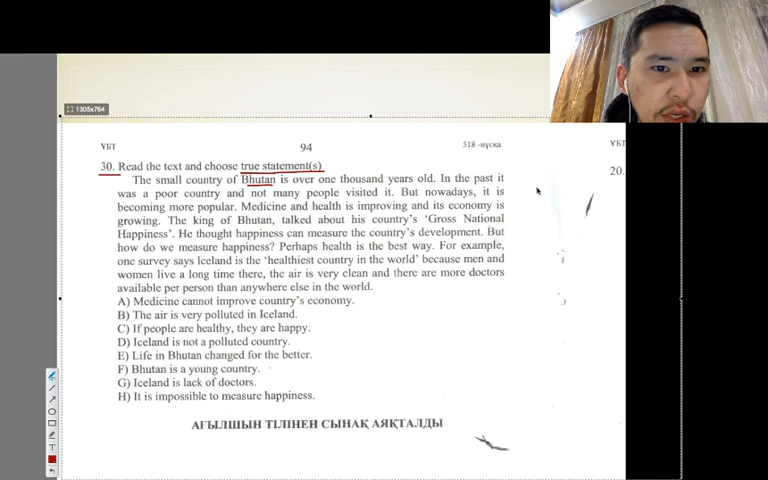 1305x764
ҰБТ 94 518 -нұсқа ҰБТ
30. Read the text and choose true statement(s) 20.
The small country of Bhutan is over one thousand years old. In the past it
was a poor country and not many people visited it. But nowadays, it is
becoming more popular. Medicine and health is improving and its economy is
growing. The king of Bhutan, talked about his country's ‘Gross National
Happiness’. He thought happiness can measure the country's development. But
how do we measure happiness? Perhaps health is the best way. For example,
one survey says Iceland is the ‘healthiest country in the world’ because men and
women live a long time there, the air is very clean and there are more doctors
available per person than anywhere else in the world.
A) Medicine cannot improve country's economy.
B) The air is very polluted in Iceland.
C) If people are healthy, they are happy.
D) Iceland is not a polluted country.
E) Life in Bhutan changed for the better.
F) Bhutan is a young country.
G) Iceland is lack of doctors.
H) It is impossible to measure happiness.
АҒЫЛШЫН ТІЛІНЕН СЫНАҚ АЯҚТАЛДЫ
T